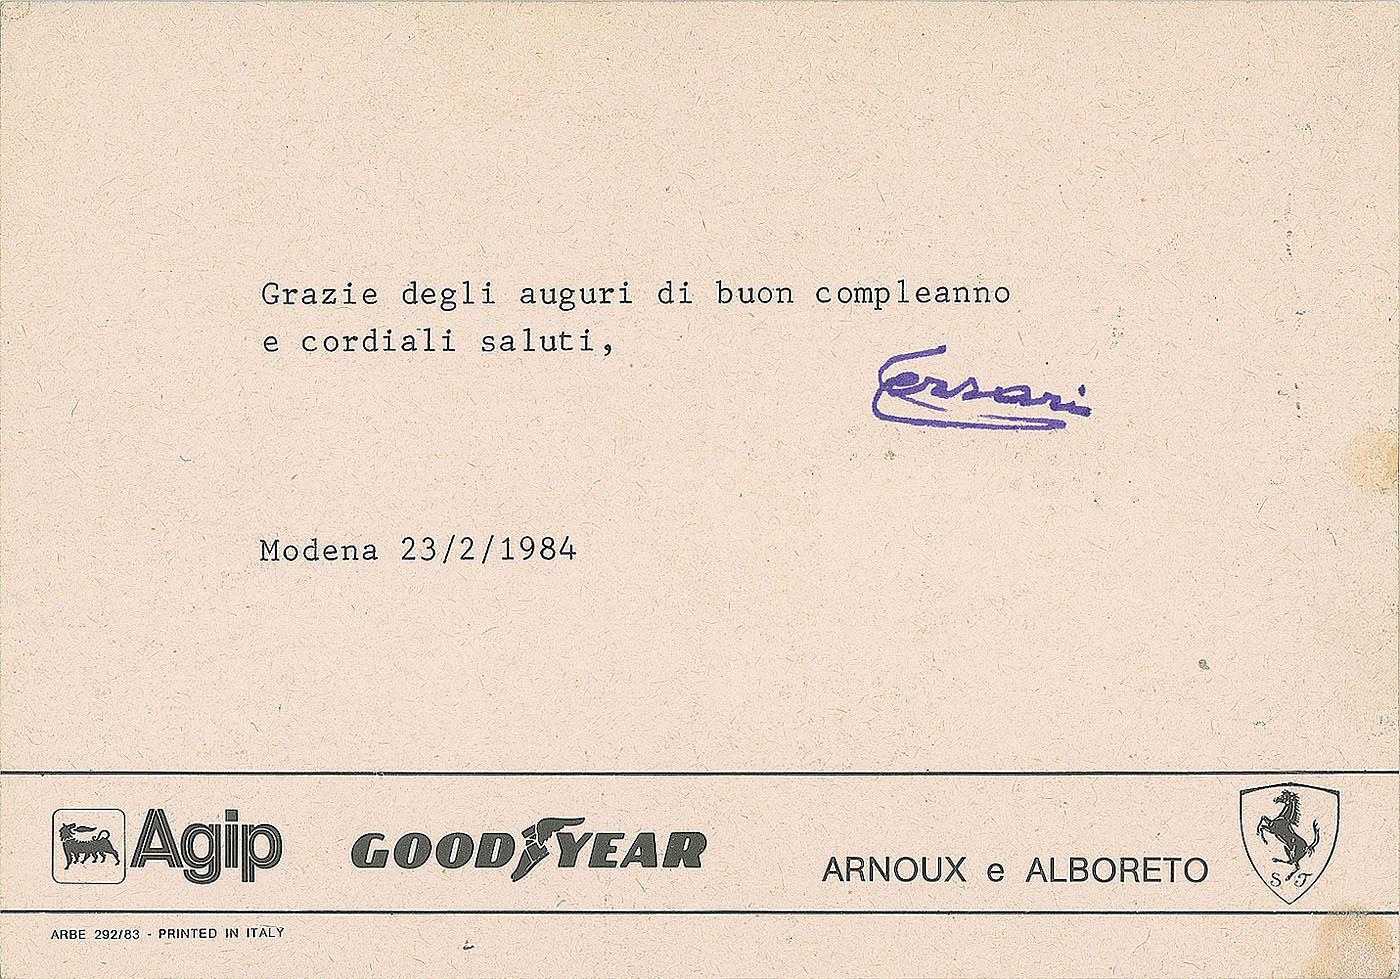 Grazie degli auguri di buon compleanno
e cordiali saluti,
Ferrari
Modena 23/2/1984
Agip
GOODYEAR
ARNOUX e ALBORETO
S F
ARBE 292/83 - PRINTED IN ITALY